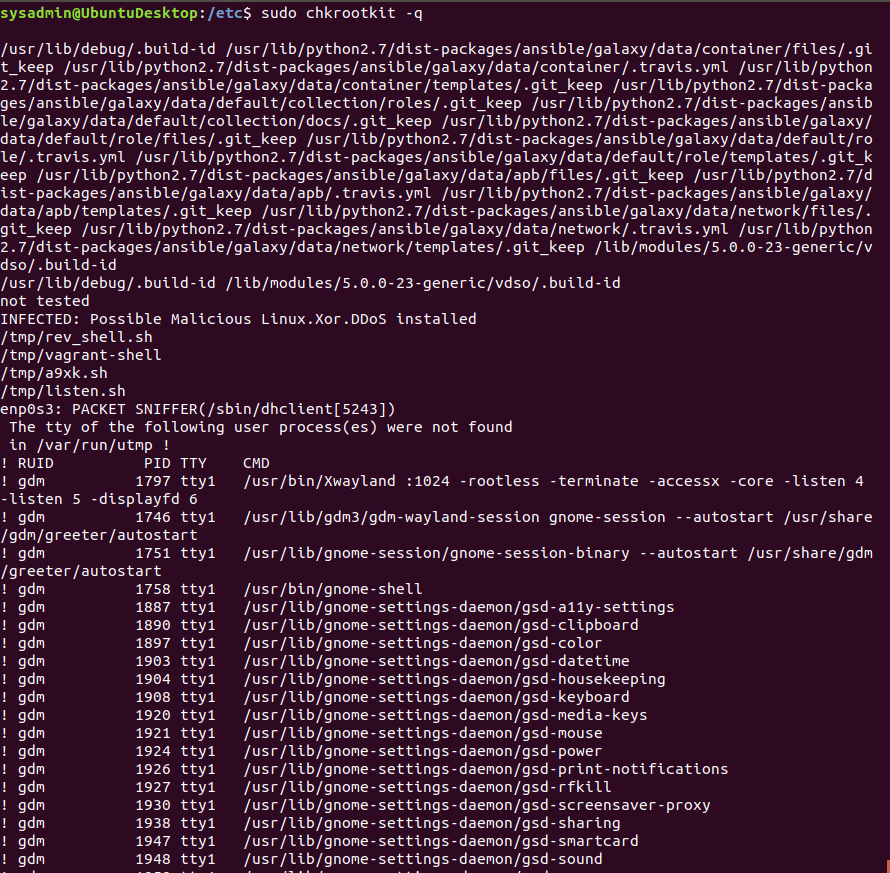 sysadmin@UbuntuDesktop:/etc$ sudo chkrootkit -q
/usr/lib/debug/.build-id /usr/lib/python2.7/dist-packages/ansible/galaxy/data/container/files/.gi
t_keep /usr/lib/python2.7/dist-packages/ansible/galaxy/data/container/.travis.yml /usr/lib/python
2.7/dist-packages/ansible/galaxy/data/container/templates/.git_keep /usr/lib/python2.7/dist-packa
ges/ansible/galaxy/data/default/collection/roles/.git_keep /usr/lib/python2.7/dist-packages/ansib
le/galaxy/data/default/collection/docs/.git_keep /usr/lib/python2.7/dist-packages/ansible/galaxy/
data/default/role/files/.git_keep /usr/lib/python2.7/dist-packages/ansible/galaxy/data/default/ro
le/.travis.yml /usr/lib/python2.7/dist-packages/ansible/galaxy/data/default/role/templates/.git_k
eep /usr/lib/python2.7/dist-packages/ansible/galaxy/data/apb/files/.git_keep /usr/lib/python2.7/d
ist-packages/ansible/galaxy/data/apb/.travis.yml /usr/lib/python2.7/dist-packages/ansible/galaxy/
data/apb/templates/.git_keep /usr/lib/python2.7/dist-packages/ansible/galaxy/data/network/files/.
git_keep /usr/lib/python2.7/dist-packages/ansible/galaxy/data/network/.travis.yml /usr/lib/python
2.7/dist-packages/ansible/galaxy/data/network/templates/.git_keep /lib/modules/5.0.0-23-generic/v
dso/.build-id
/usr/lib/debug/.build-id /lib/modules/5.0.0-23-generic/vdso/.build-id
not tested
INFECTED: Possible Malicious Linux.Xor.DDoS installed
/tmp/rev_shell.sh
/tmp/vagrant-shell
/tmp/a9xk.sh
/tmp/listen.sh
enp0s3: PACKET SNIFFER(/sbin/dhclient[5243])
The tty of the following user process(es) were not found
in /var/run/utmp !
! RUID PID TTY CMD
! gdm 1797 tty1 /usr/bin/Xwayland :1024 -rootless -terminate -accessx -core -listen 4
-listen 5 -displayfd 6
! gdm 1746 tty1 /usr/lib/gdm3/gdm-wayland-session gnome-session --autostart /usr/share
/gdm/greeter/autostart
! gdm 1751 tty1 /usr/lib/gnome-session/gnome-session-binary --autostart /usr/share/gdm
/greeter/autostart
! gdm 1758 tty1 /usr/bin/gnome-shell
! gdm 1887 tty1 /usr/lib/gnome-settings-daemon/gsd-a11y-settings
! gdm 1890 tty1 /usr/lib/gnome-settings-daemon/gsd-clipboard
! gdm 1897 tty1 /usr/lib/gnome-settings-daemon/gsd-color
! gdm 1903 tty1 /usr/lib/gnome-settings-daemon/gsd-datetime
! gdm 1904 tty1 /usr/lib/gnome-settings-daemon/gsd-housekeeping
! gdm 1908 tty1 /usr/lib/gnome-settings-daemon/gsd-keyboard
! gdm 1920 tty1 /usr/lib/gnome-settings-daemon/gsd-media-keys
! gdm 1921 tty1 /usr/lib/gnome-settings-daemon/gsd-mouse
! gdm 1924 tty1 /usr/lib/gnome-settings-daemon/gsd-power
! gdm 1926 tty1 /usr/lib/gnome-settings-daemon/gsd-print-notifications
! gdm 1927 tty1 /usr/lib/gnome-settings-daemon/gsd-rfkill
! gdm 1930 tty1 /usr/lib/gnome-settings-daemon/gsd-screensaver-proxy
! gdm 1938 tty1 /usr/lib/gnome-settings-daemon/gsd-sharing
! gdm 1947 tty1 /usr/lib/gnome-settings-daemon/gsd-smartcard
! gdm 1948 tty1 /usr/lib/gnome-settings-daemon/gsd-sound